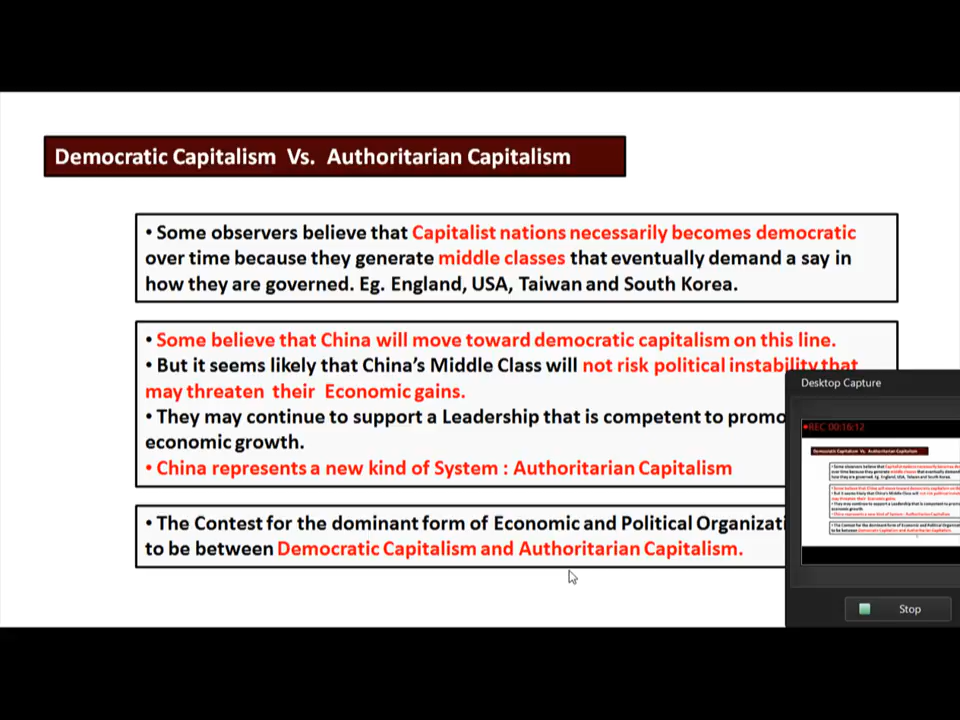 Democratic Capitalism Vs. Authoritarian Capitalism
• Some observers believe that Capitalist nations necessarily becomes democratic
over time because they generate middle classes that eventually demand a say in
how they are governed. Eg. England, USA, Taiwan and South Korea.
• Some believe that China will move toward democratic capitalism on this line.
• But it seems likely that China's Middle Class will not risk political instability that
may threaten their Economic gains.
• They may continue to support a Leadership that is competent to promo
economic growth.
• China represents a new kind of System : Authoritarian Capitalism
• The Contest for the dominant form of Economic and Political Organizati
to be between Democratic Capitalism and Authoritarian Capitalism.
Desktop Capture
REC 00:16:12
Democratic Capitalism Vs. Authoritarian Capitalism
Stop